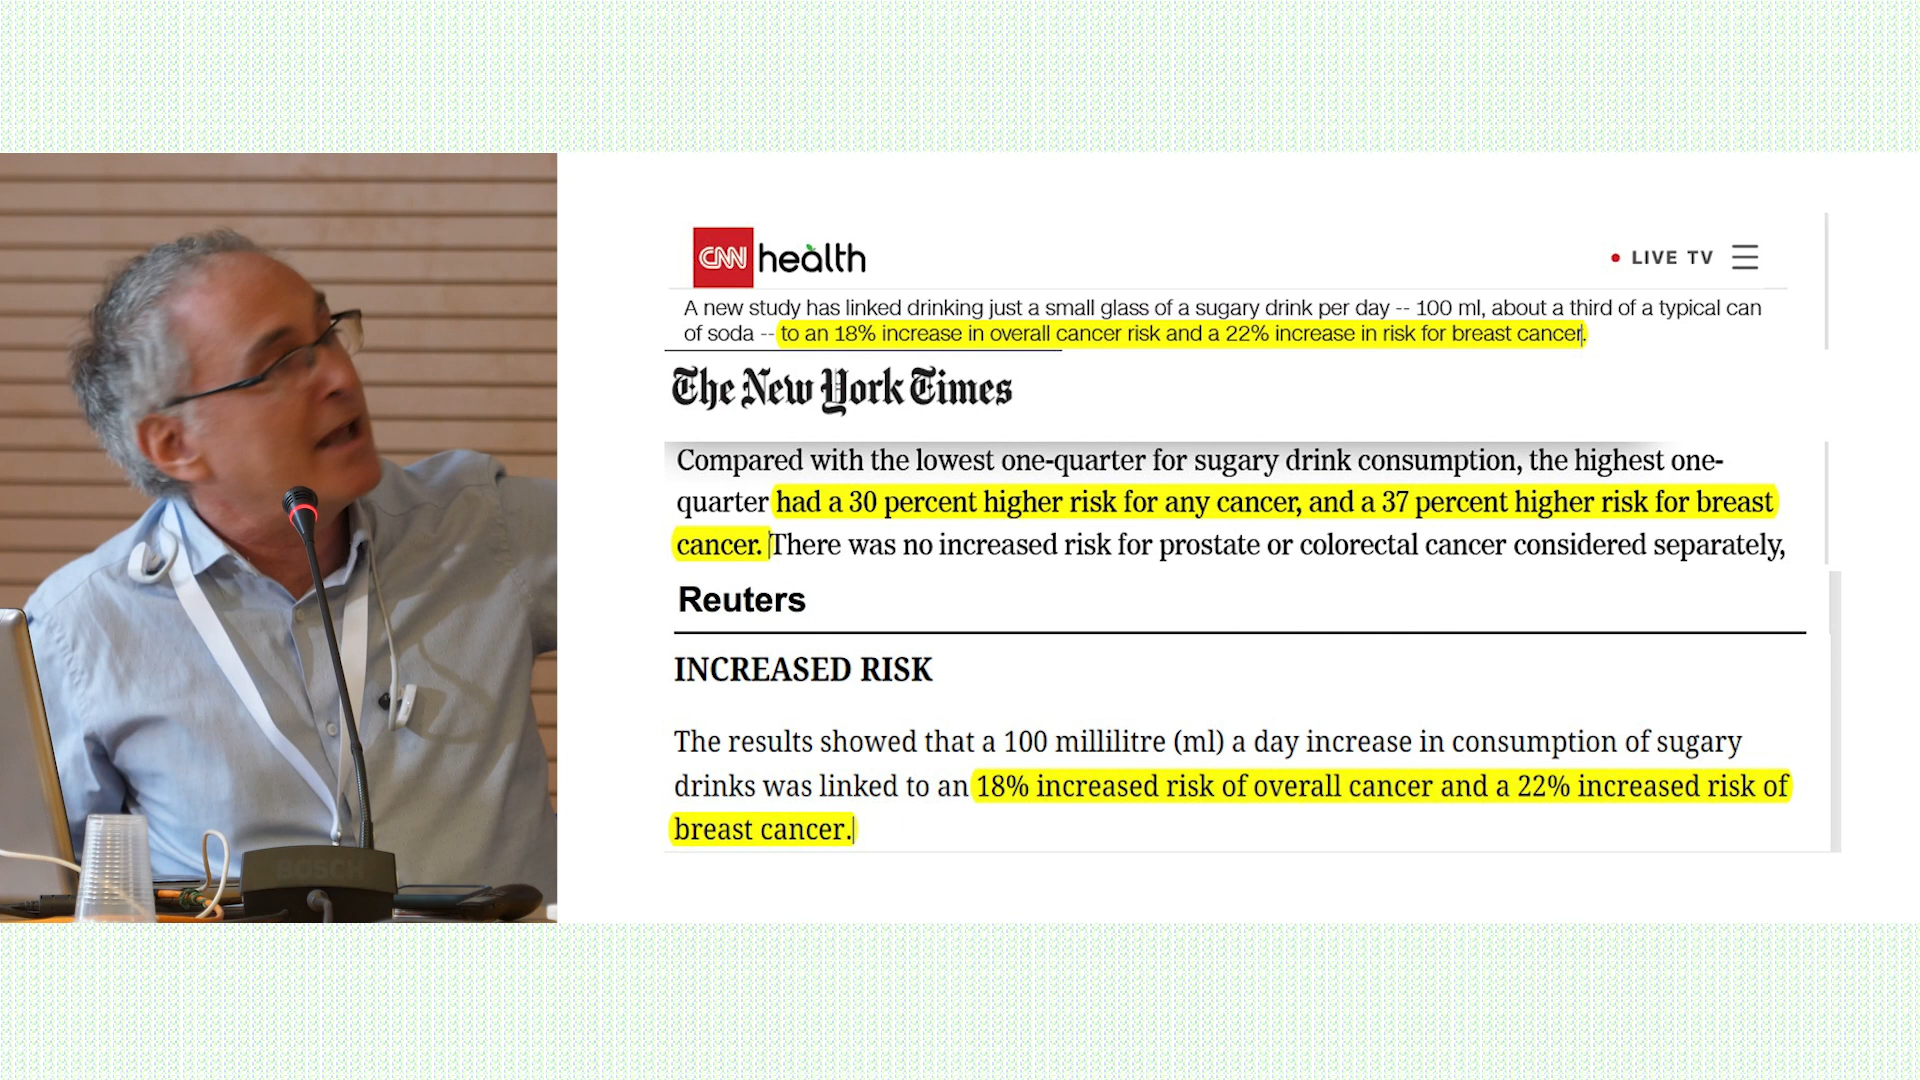 CNN health
LIVE TV
A new study has linked drinking just a small glass of a sugary drink per day -- 100 ml, about a third of a typical can
of soda -- to an 18% increase in overall cancer risk and a 22% increase in risk for breast cancer.
The New York Times
Compared with the lowest one-quarter for sugary drink consumption, the highest one-
quarter had a 30 percent higher risk for any cancer, and a 37 percent higher risk for breast
cancer. There was no increased risk for prostate or colorectal cancer considered separately,
Reuters
INCREASED RISK
The results showed that a 100 millilitre (ml) a day increase in consumption of sugary
drinks was linked to an 18% increased risk of overall cancer and a 22% increased risk of
breast cancer.
BOSCH